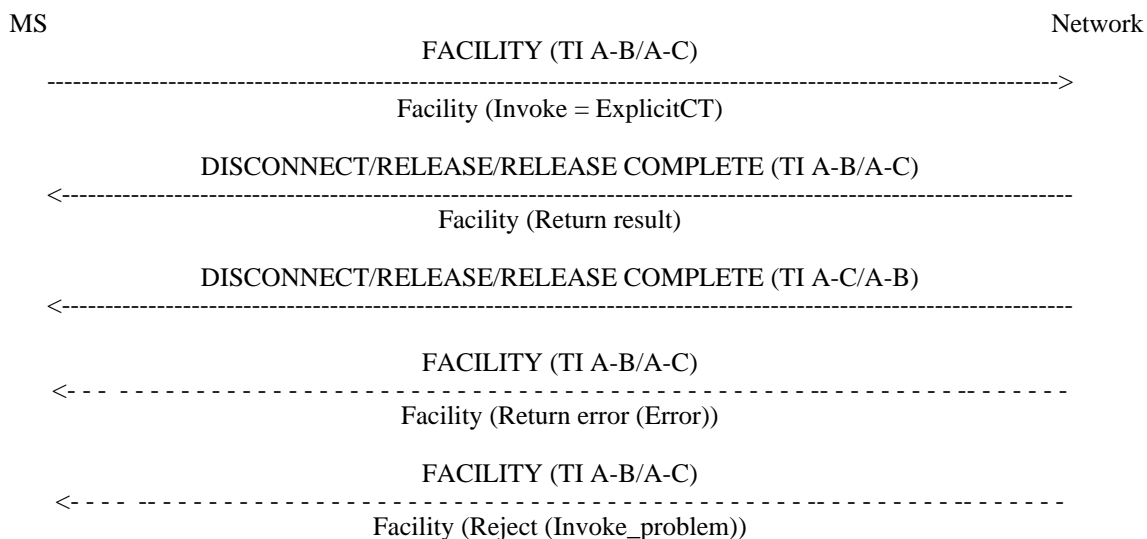 MS Network
FACILITY (TI A-B/A-C)
------------------------------------------------------------------------------------------------------------------------>
Facility (Invoke = ExplicitCT)
DISCONNECT/RELEASE/RELEASE COMPLETE (TI A-B/A-C)
<------------------------------------------------------------------------------------------------------------------------
Facility (Return result)
DISCONNECT/RELEASE/RELEASE COMPLETE (TI A-C/A-B)
<------------------------------------------------------------------------------------------------------------------------
FACILITY (TI A-B/A-C)
<- - - - - - - - - - - - - - - - - - - - - - - - - - - - - - - - - - - - - - - - -- - - - - - - - - -- - - - - - -
Facility (Return error (Error))
FACILITY (TI A-B/A-C)
<- - - - -- - - - - - - - - - - - - - - - - - - - - - - - - - - - - - - - - - - - -- - - - - - - - - -- - - - - - -
Facility (Reject (Invoke_problem))